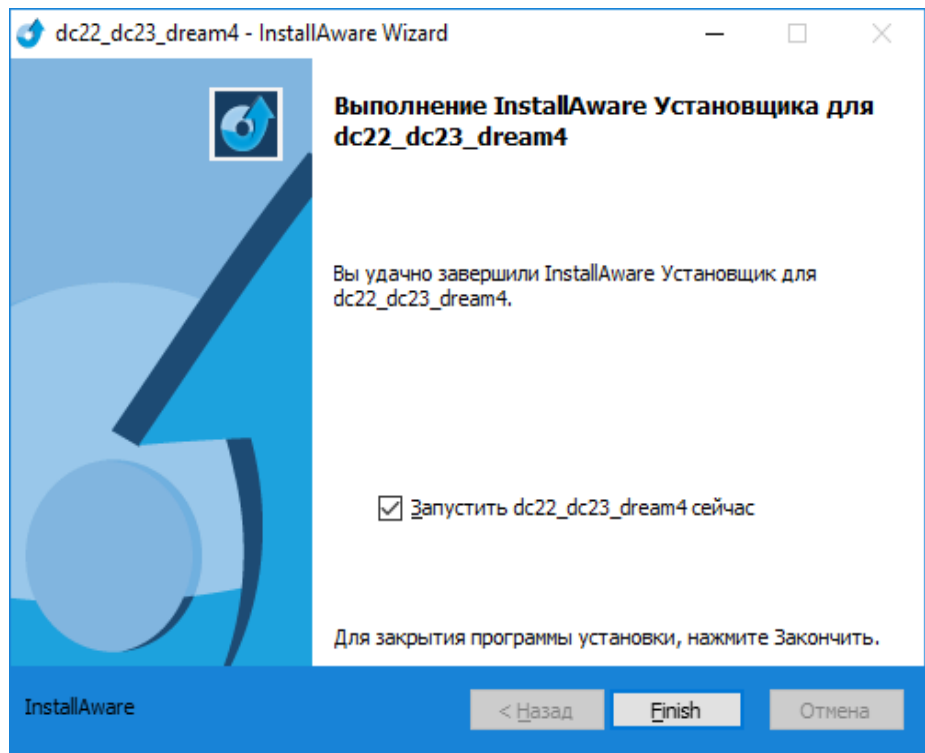 dc22_dc23_dream4 - InstallAware Wizard
Выполнение InstallAware Установщика для
dc22_dc23_dream4
Вы удачно завершили InstallAware Установщик для
dc22_dc23_dream4.
Запустить dc22_dc23_dream4 сейчас
Для закрытия программы установки, нажмите Закончить.
InstallAware
< Назад
Finish
Отмена